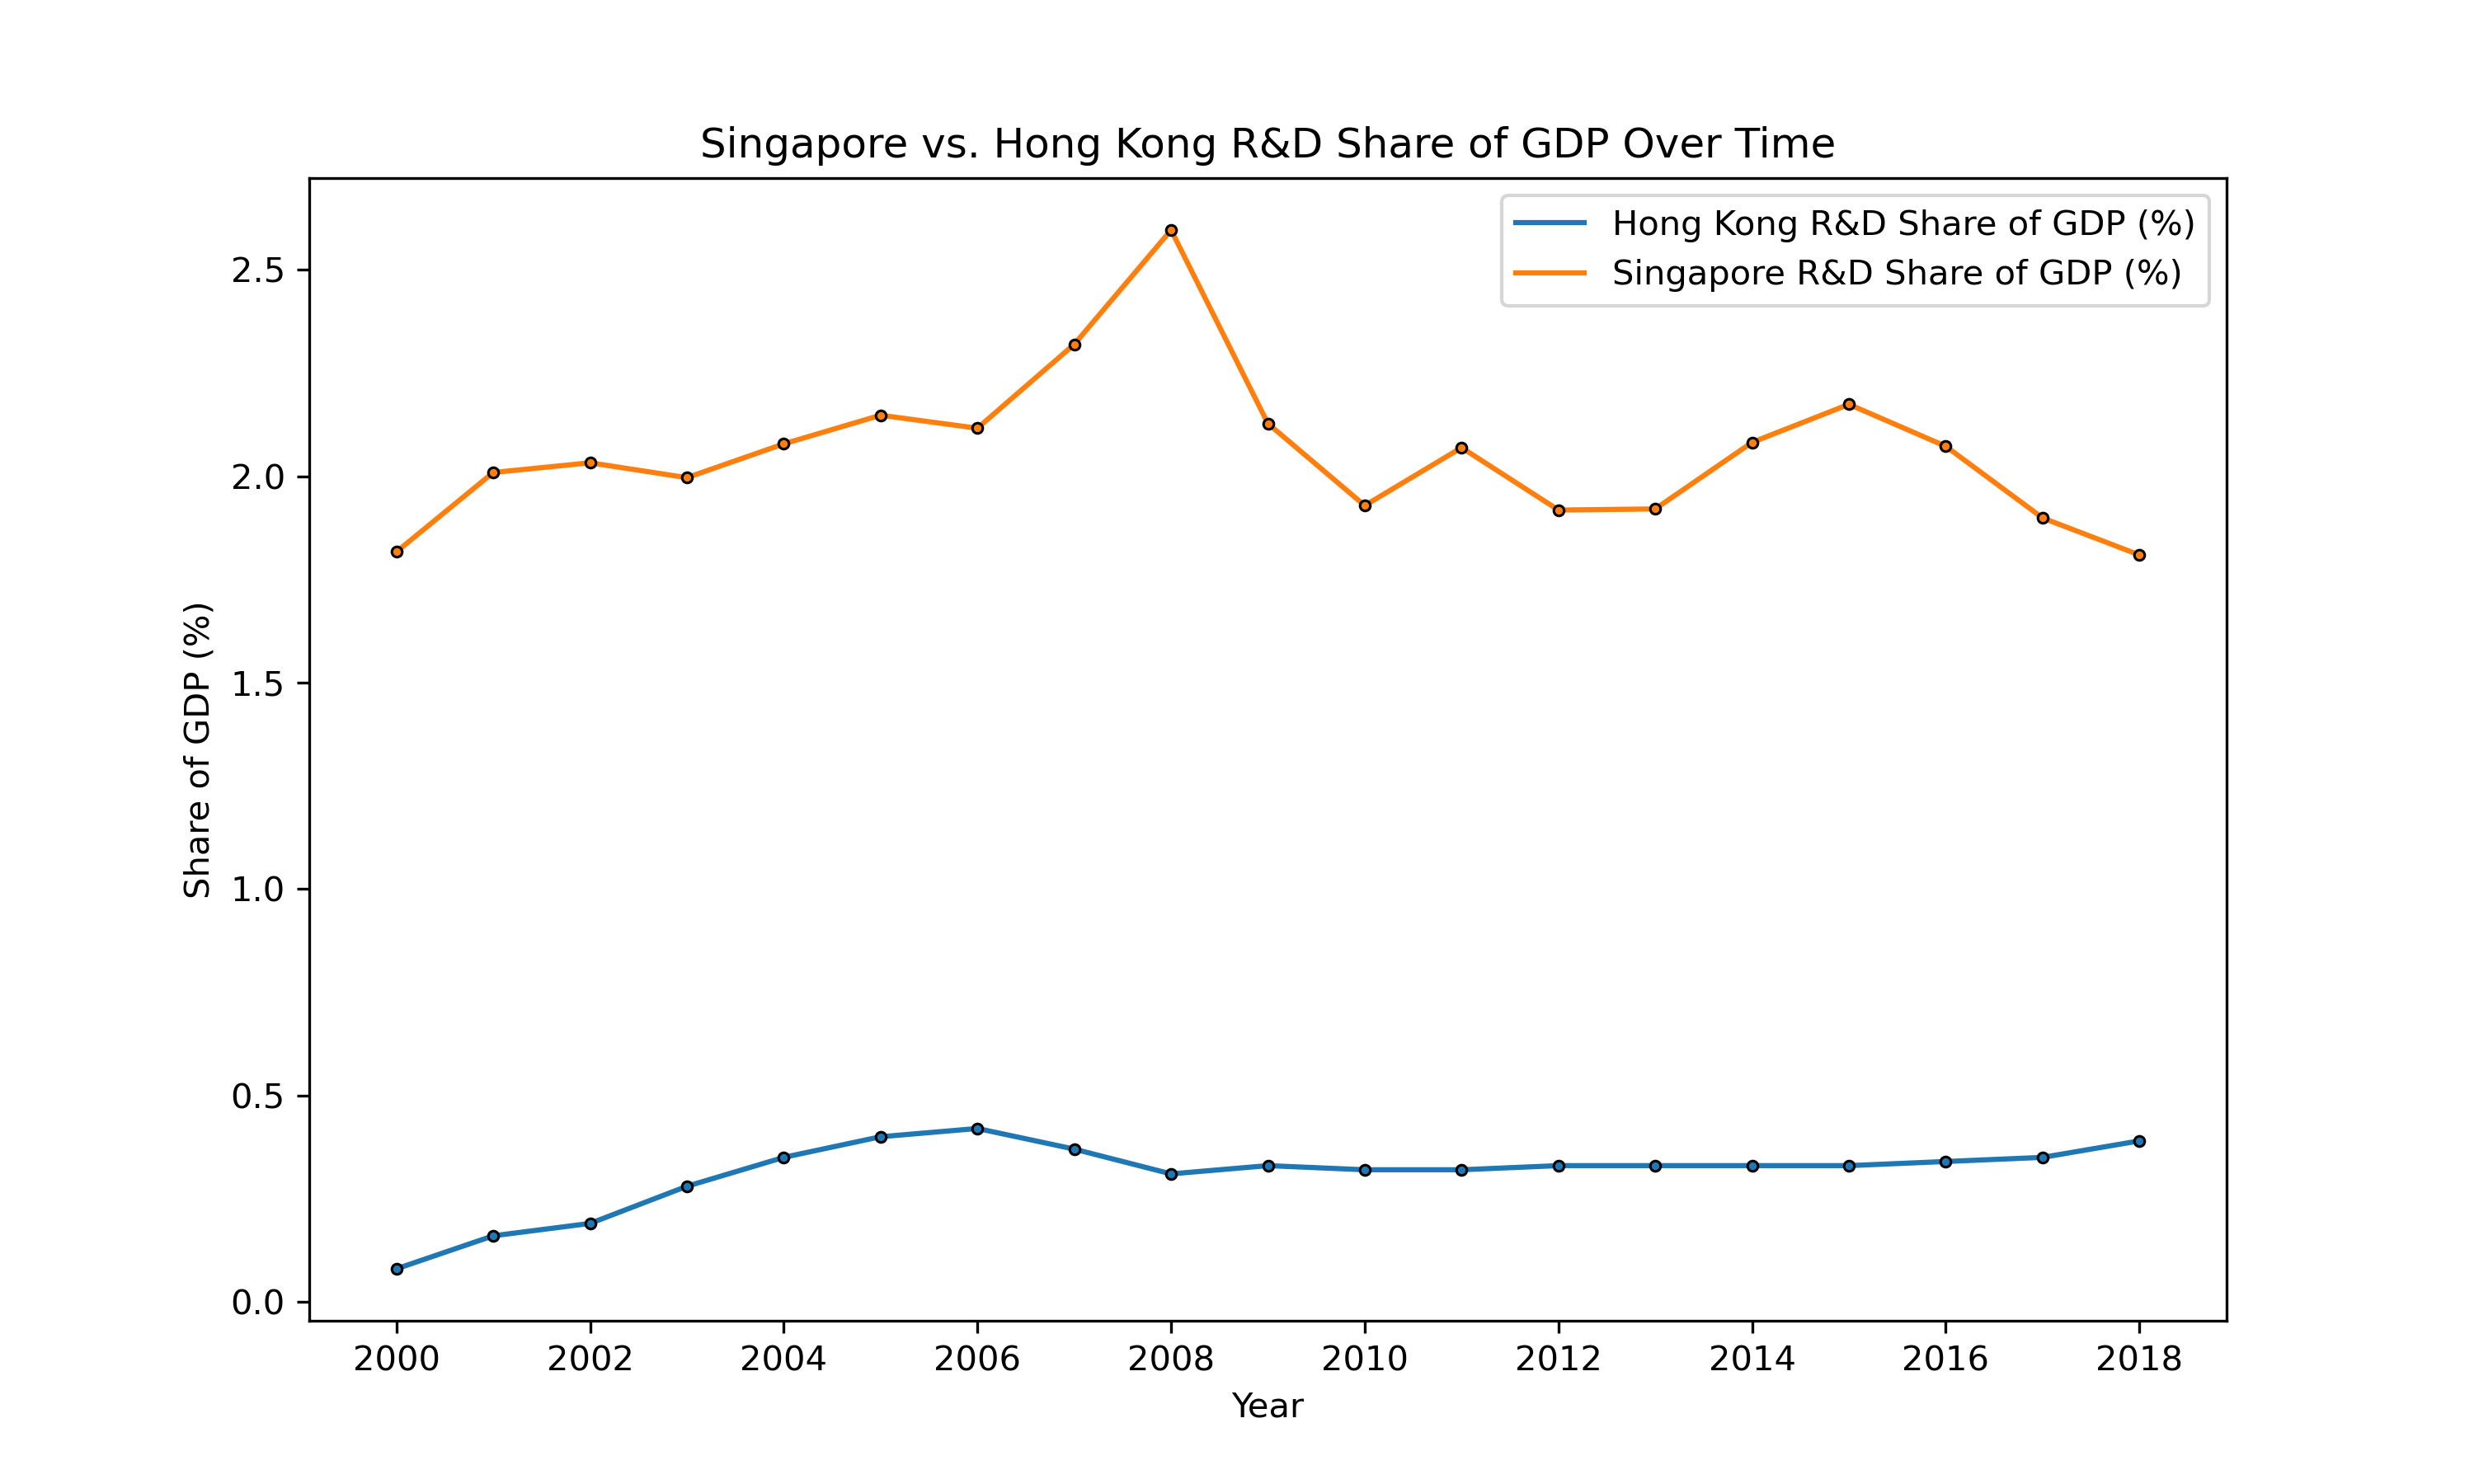 Singapore vs. Hong Kong R&D Share of GDP Over Time
Hong Kong R&D Share of GDP (%)
Singapore R&D Share of GDP (%)
Share of GDP (%)
2.5
2.0
1.5
1.0
0.5
0.0
2000 2002 2004 2006 2008 2010 2012 2014 2016 2018
Year